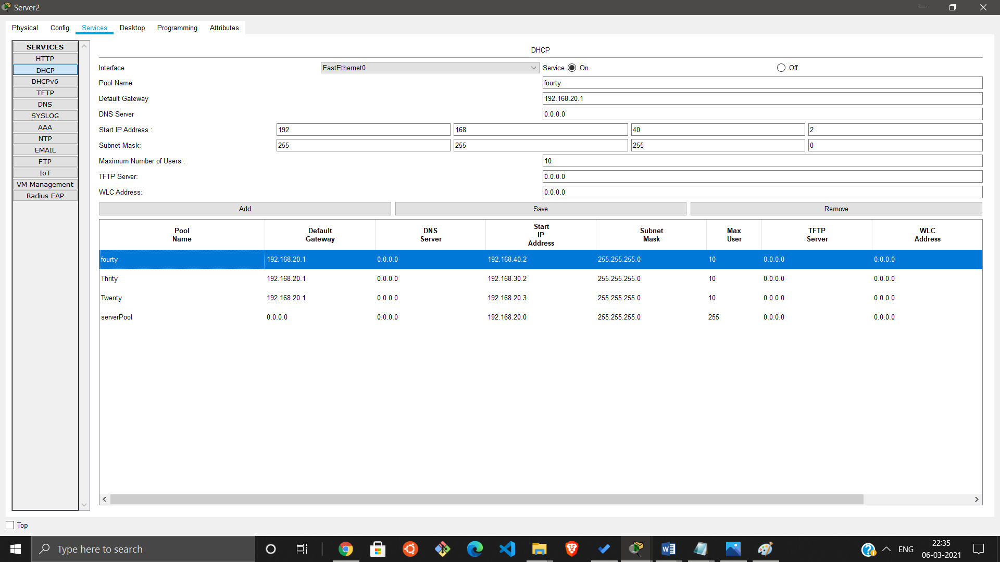 Server2
Physical Config Services Desktop Programming Attributes
SERVICES
HTTP
DHCP
DHCPv6
TFTP
DNS
SYSLOG
AAA
NTP
EMAIL
FTP
IoT
VM Management
Radius EAP
DHCP
Interface FastEthernet0 Service On Off
Pool Name fourty
Default Gateway 192.168.20.1
DNS Server 0.0.0.0
Start IP Address : 192 168 40 2
Subnet Mask: 255 255 255 0
Maximum Number of Users : 10
TFTP Server: 0.0.0.0
WLC Address: 0.0.0.0
Add Save Remove
Pool Name Default Gateway DNS Server Start IP Address Subnet Mask Max User TFTP Server WLC Address
fourty 192.168.20.1 0.0.0.0 192.168.40.2 255.255.255.0 10 0.0.0.0 0.0.0.0
Thrity 192.168.20.1 0.0.0.0 192.168.30.2 255.255.255.0 10 0.0.0.0 0.0.0.0
Twenty 192.168.20.1 0.0.0.0 192.168.20.3 255.255.255.0 10 0.0.0.0 0.0.0.0
serverPool 0.0.0.0 0.0.0.0 192.168.20.0 255.255.255.0 255 0.0.0.0 0.0.0.0
Top
Type here to search
ENG
22:35
06-03-2021